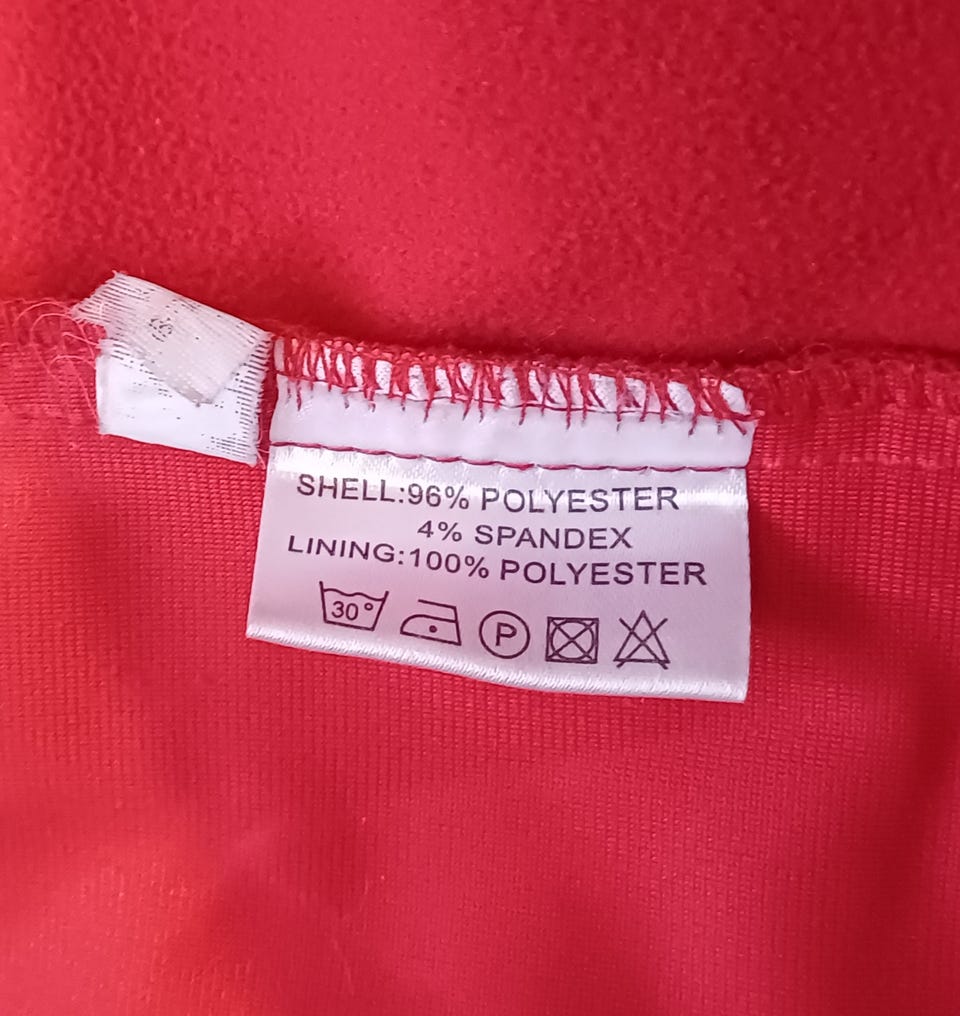 SHELL:96% POLYESTER
4% SPANDEX
LINING:100% POLYESTER
30° P